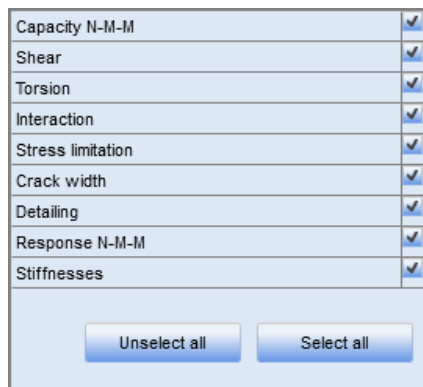 Capacity N-M-M
Shear
Torsion
Interaction
Stress limitation
Crack width
Detailing
Response N-M-M
Stiffnesses
Unselect all Select all